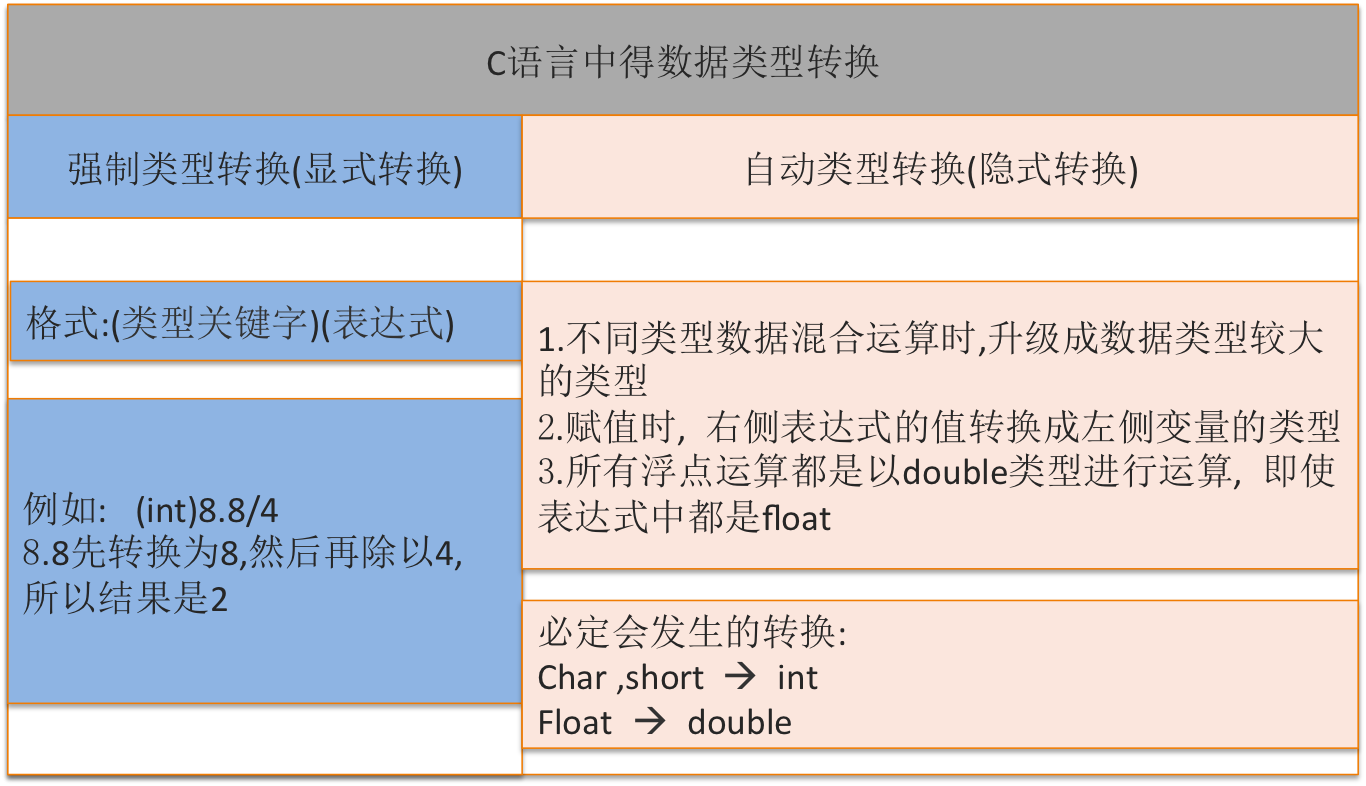 C语言中得数据类型转换
强制类型转换(显式转换)
自动类型转换(隐式转换)
格式:(类型关键字)(表达式)
例如: (int)8.8/4
8.8先转换为8,然后再除以4,
所以结果是2
1.不同类型数据混合运算时,升级成数据类型较大
的类型
2.赋值时, 右侧表达式的值转换成左侧变量的类型
3.所有浮点运算都是以double类型进行运算, 即使
表达式中都是float
必定会发生的转换:
Char ,short → int
Float → double